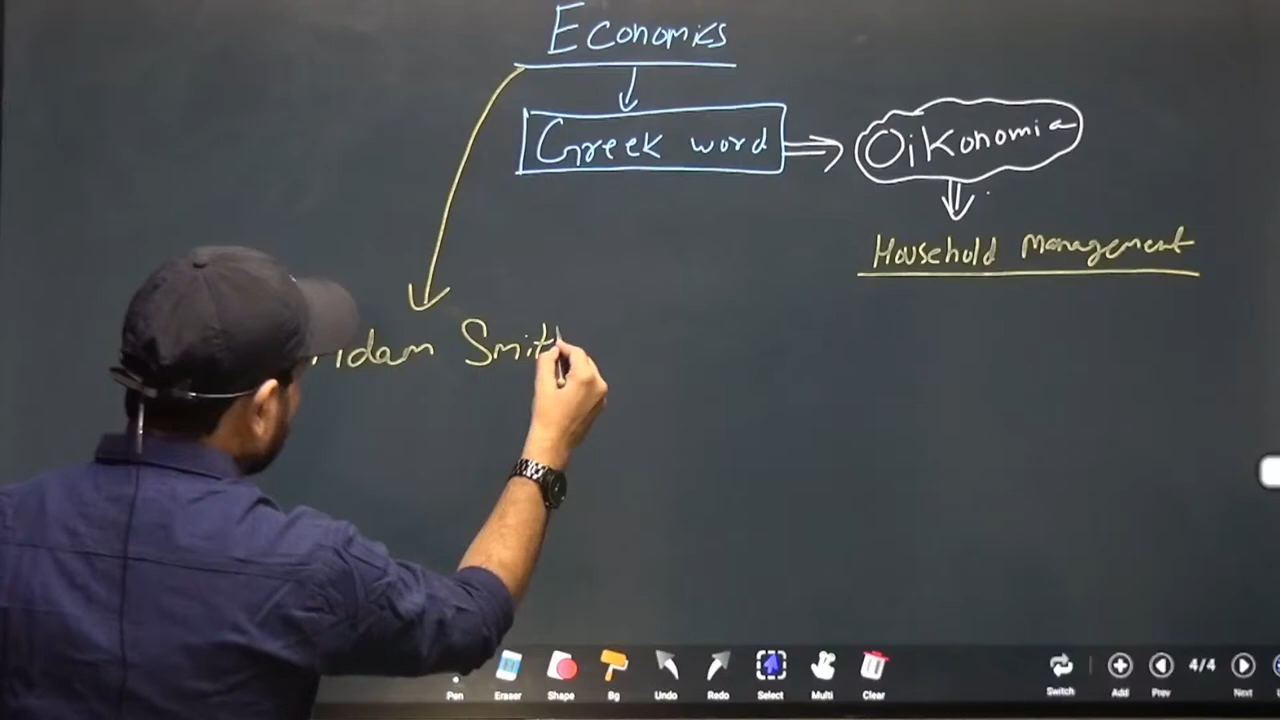 Economics
Greek word
Oikonomia
Household Management
Adam Smit
Pen Eraser Shape Bg Undo Redo Select Multi Clear Switch Add Prev 4/4 Next